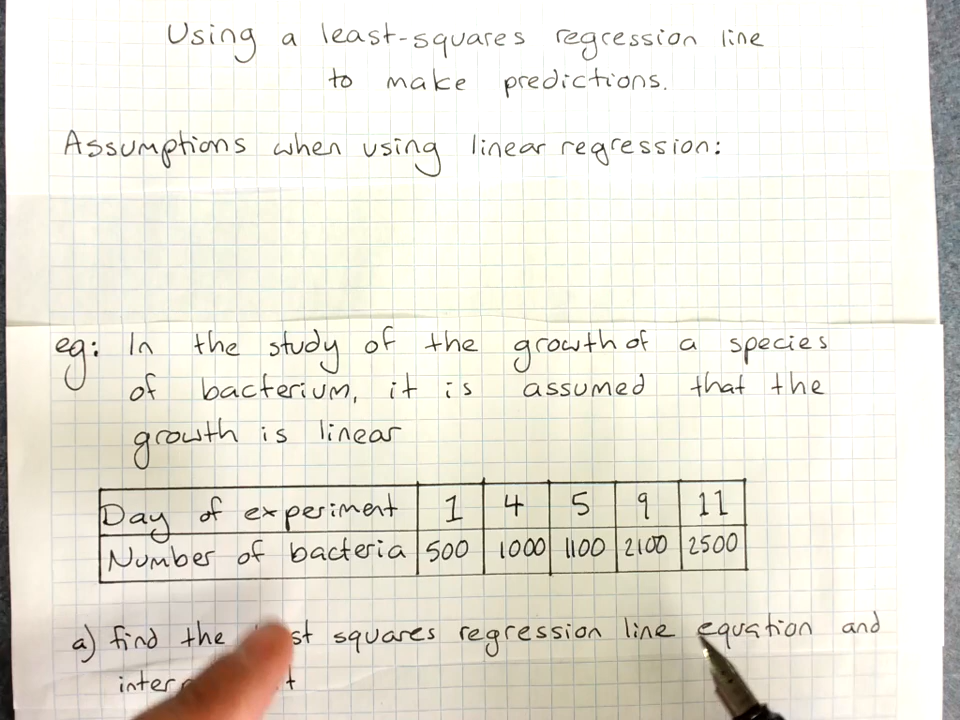 Using a least-squares regression line
to make predictions.
Assumptions when using linear regression:
eg: In the study of the growth of a species
of bacterium, it is assumed that the
growth is linear
Day of experiment 1 4 5 9 11
Number of bacteria 500 1000 1100 2100 2500
a) find the squares regression line equation and